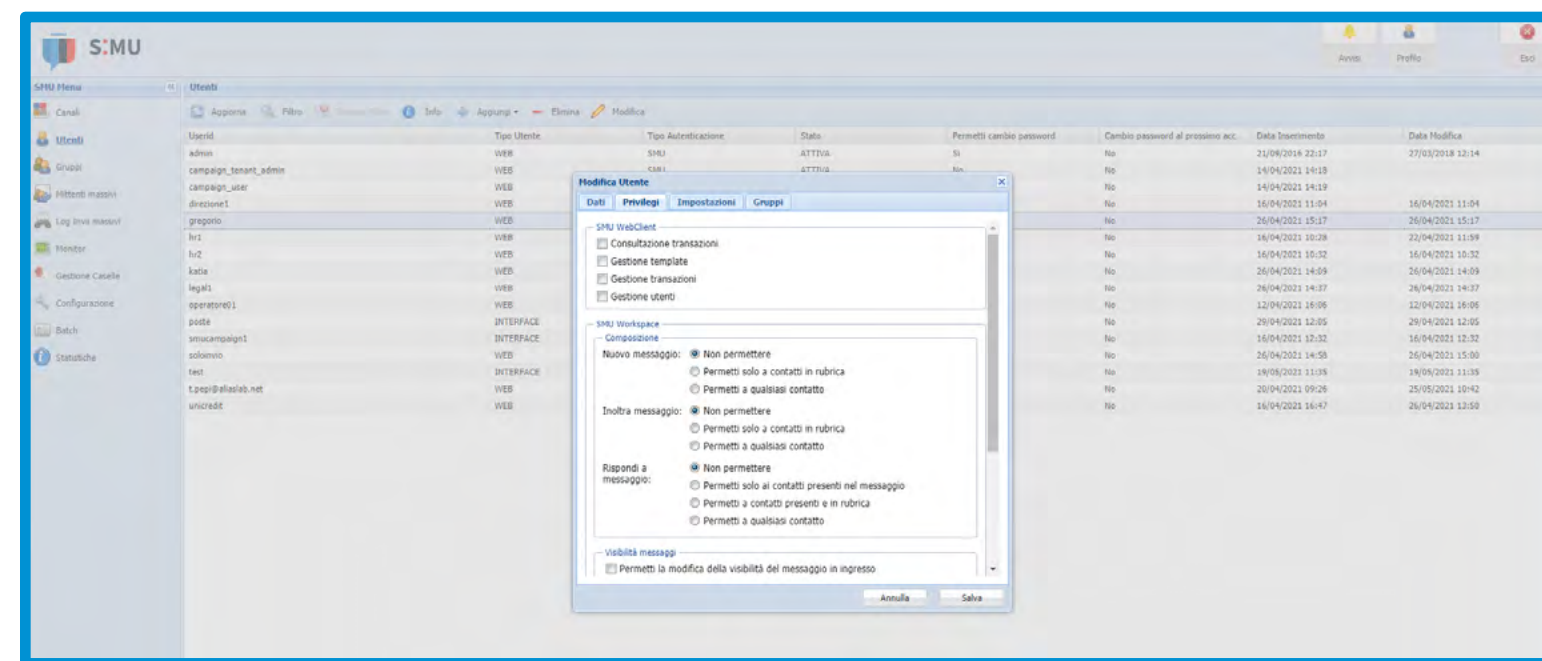 S:MU
Avvisi Profilo Esci
SMU Menu
Utenti
Canali
Utenti
Gruppi
Mittenti massivi
Log Invii massivi
Monitor
Gestione Caselle
Configurazione
Batch
Statistiche
Aggiorna Filtro Info Aggiungi Elimina Modifica
Userid Tipo Utente Tipo Autenticazione Stato Permetti cambio password Cambio password al prossimo acc. Data Inserimento Data Modifica
admin WEB SMU ATTIVA Si No 21/09/2016 22:17 27/03/2018 12:14
campaign_tenant_admin WEB SMU ATTIVA No No 14/04/2021 14:18
campaign_user WEB No 14/04/2021 14:19
direzione1 WEB No 16/04/2021 11:04 16/04/2021 11:04
gregorio WEB No 26/04/2021 15:17 26/04/2021 15:17
hr1 WEB No 16/04/2021 10:28 22/04/2021 11:59
hr2 WEB No 16/04/2021 10:32 16/04/2021 10:32
katia WEB No 26/04/2021 14:09 26/04/2021 14:09
legal1 WEB No 26/04/2021 14:37 26/04/2021 14:37
operatore01 WEB No 12/04/2021 16:06 12/04/2021 16:06
poste INTERFACE No 29/04/2021 12:05 29/04/2021 12:05
smucampaign1 INTERFACE No 16/04/2021 12:32 16/04/2021 12:32
soloinvio WEB No 26/04/2021 14:58 26/04/2021 15:00
test INTERFACE No 19/05/2021 11:35 19/05/2021 11:35
t.pepi@aliaslab.net WEB No 20/04/2021 09:26 25/05/2021 10:42
unicredit WEB No 16/04/2021 16:47 26/04/2021 12:50
Modifica Utente
Dati Privilegi Impostazioni Gruppi
SMU WebClient
Consultazione transazioni
Gestione template
Gestione transazioni
Gestione utenti
SMU Workspace
Composizione
Nuovo messaggio: Non permettere
Permetti solo a contatti in rubrica
Permetti a qualsiasi contatto
Inoltra messaggio: Non permettere
Permetti solo a contatti in rubrica
Permetti a qualsiasi contatto
Rispondi a messaggio: Non permettere
Permetti solo ai contatti presenti nel messaggio
Permetti a contatti presenti e in rubrica
Permetti a qualsiasi contatto
Visibilità messaggi
Permetti la modifica della visibilità del messaggio in ingresso
Annulla Salva